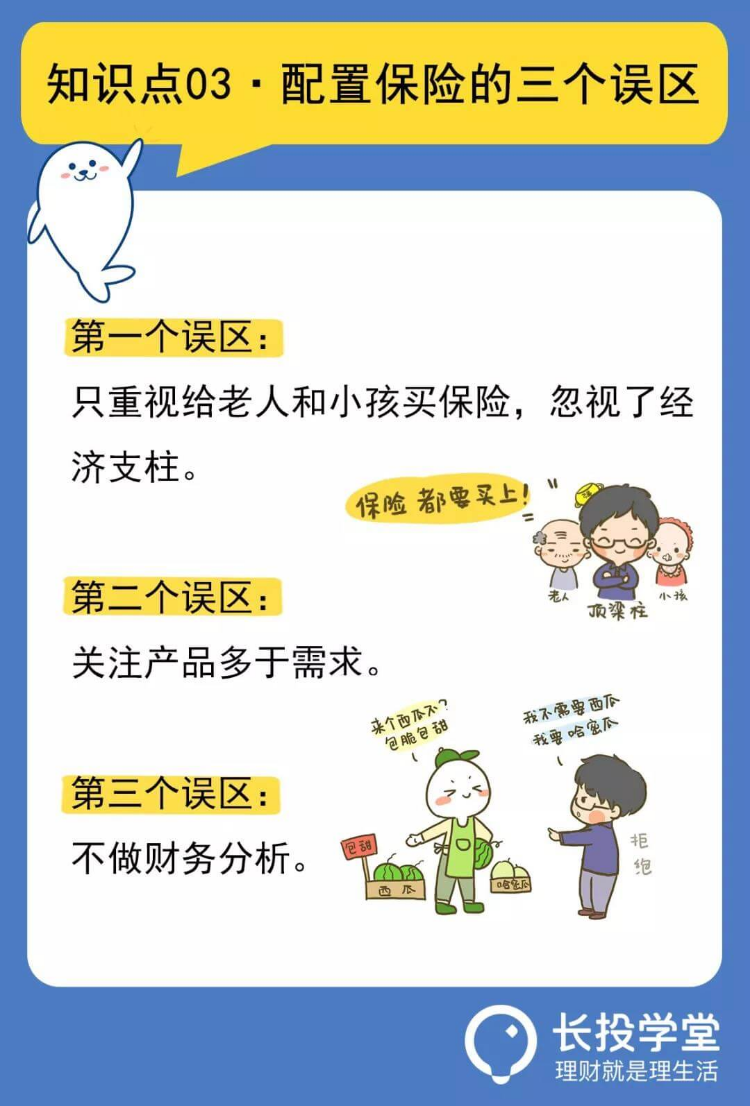 知识点03·配置保险的三个误区
第一个误区：
只重视给老人和小孩买保险，忽视了经
济支柱。
保险都要买上！
老人
顶梁柱
小孩
第二个误区：
关注产品多于需求。
来个西瓜不？
包脆包甜
我不需要西瓜
我要哈密瓜
第三个误区：
不做财务分析。
包甜
西瓜
哈密瓜
拒
绝
长投学堂
理财就是理生活